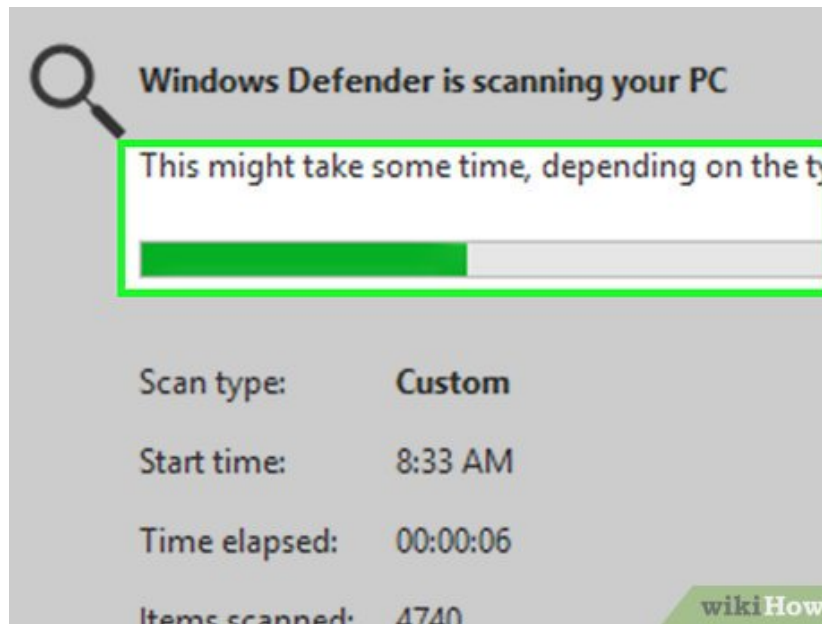 Windows Defender is scanning your PC
This might take some time, depending on the
Scan type: Custom
Start time: 8:33 AM
Time elapsed: 00:00:06
Items scanned: 4740
wikiHow